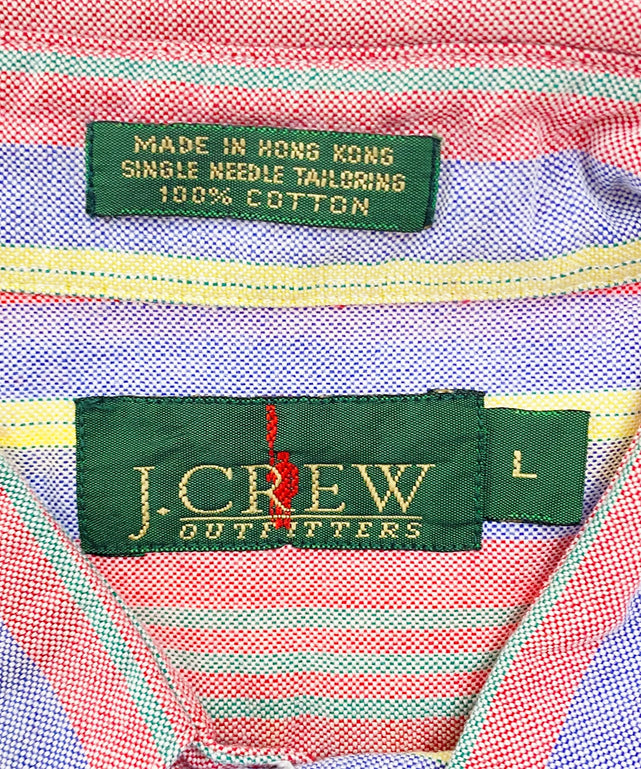 MADE IN HONG KONG
SINGLE NEEDLE TAILORING
100% COTTON
J.CREW
OUTFITTERS
L